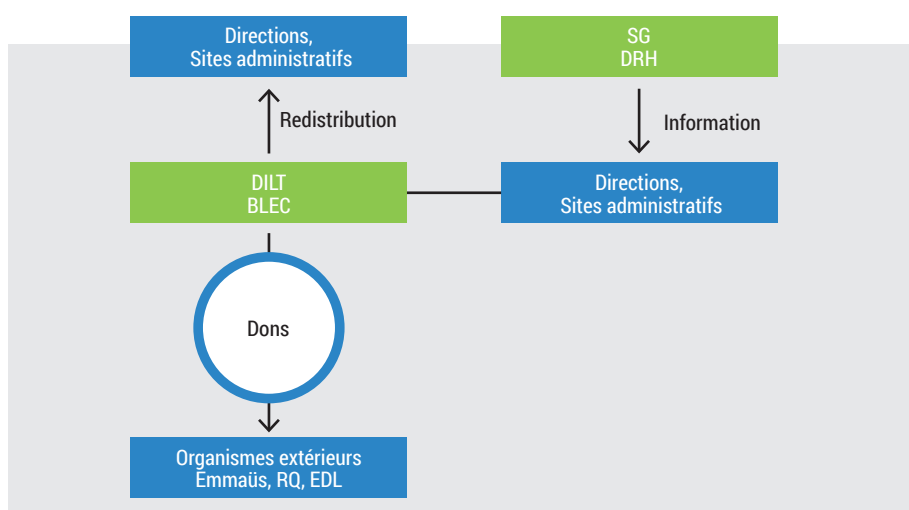 Directions,
Sites administratifs
SG
DRH
Redistribution
Information
DILT
BLEC
Directions,
Sites administratifs
Dons
Organismes extérieurs
Emmaüs, RQ, EDL